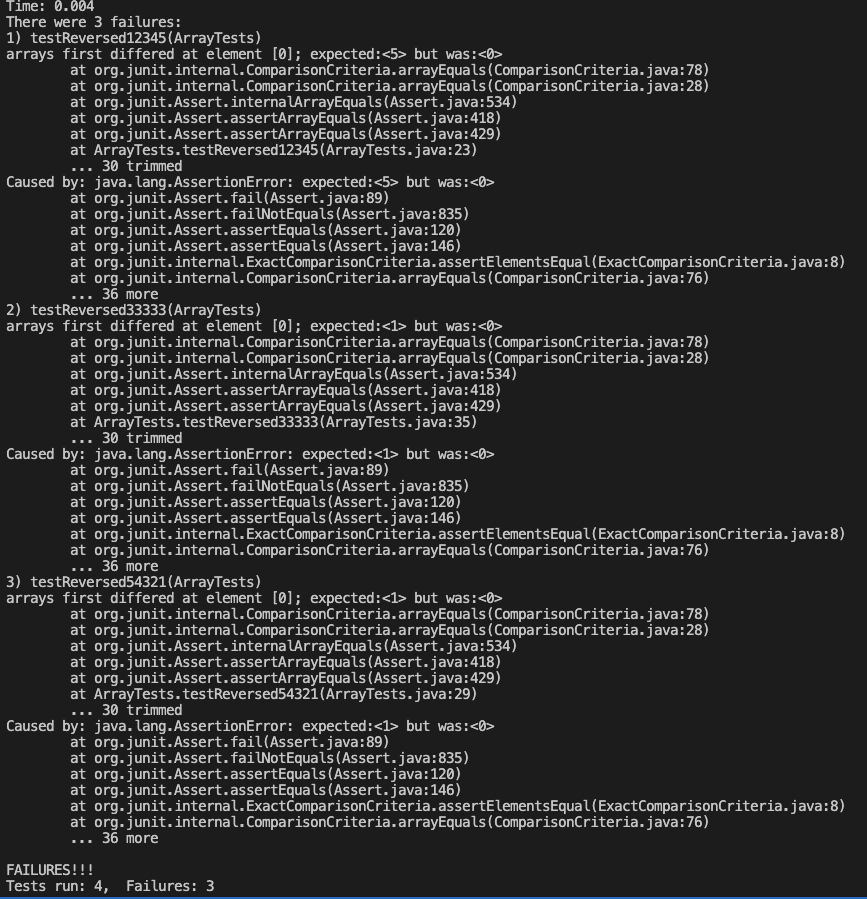 Time: 0.004
There were 3 failures:
1) testReversed12345(ArrayTests)
arrays first differed at element [0]; expected:<5> but was:<0>
        at org.junit.internal.ComparisonCriteria.arrayEquals(ComparisonCriteria.java:78)
        at org.junit.internal.ComparisonCriteria.arrayEquals(ComparisonCriteria.java:28)
        at org.junit.Assert.internalArrayEquals(Assert.java:534)
        at org.junit.Assert.assertArrayEquals(Assert.java:418)
        at org.junit.Assert.assertArrayEquals(Assert.java:429)
        at ArrayTests.testReversed12345(ArrayTests.java:23)
        ... 30 trimmed
Caused by: java.lang.AssertionError: expected:<5> but was:<0>
        at org.junit.Assert.fail(Assert.java:89)
        at org.junit.Assert.failNotEquals(Assert.java:835)
        at org.junit.Assert.assertEquals(Assert.java:120)
        at org.junit.Assert.assertEquals(Assert.java:146)
        at org.junit.internal.ExactComparisonCriteria.assertElementsEqual(ExactComparisonCriteria.java:8)
        at org.junit.internal.ComparisonCriteria.arrayEquals(ComparisonCriteria.java:76)
        ... 36 more
2) testReversed33333(ArrayTests)
arrays first differed at element [0]; expected:<1> but was:<0>
        at org.junit.internal.ComparisonCriteria.arrayEquals(ComparisonCriteria.java:78)
        at org.junit.internal.ComparisonCriteria.arrayEquals(ComparisonCriteria.java:28)
        at org.junit.Assert.internalArrayEquals(Assert.java:534)
        at org.junit.Assert.assertArrayEquals(Assert.java:418)
        at org.junit.Assert.assertArrayEquals(Assert.java:429)
        at ArrayTests.testReversed33333(ArrayTests.java:35)
        ... 30 trimmed
Caused by: java.lang.AssertionError: expected:<1> but was:<0>
        at org.junit.Assert.fail(Assert.java:89)
        at org.junit.Assert.failNotEquals(Assert.java:835)
        at org.junit.Assert.assertEquals(Assert.java:120)
        at org.junit.Assert.assertEquals(Assert.java:146)
        at org.junit.internal.ExactComparisonCriteria.assertElementsEqual(ExactComparisonCriteria.java:8)
        at org.junit.internal.ComparisonCriteria.arrayEquals(ComparisonCriteria.java:76)
        ... 36 more
3) testReversed54321(ArrayTests)
arrays first differed at element [0]; expected:<1> but was:<0>
        at org.junit.internal.ComparisonCriteria.arrayEquals(ComparisonCriteria.java:78)
        at org.junit.internal.ComparisonCriteria.arrayEquals(ComparisonCriteria.java:28)
        at org.junit.Assert.internalArrayEquals(Assert.java:534)
        at org.junit.Assert.assertArrayEquals(Assert.java:418)
        at org.junit.Assert.assertArrayEquals(Assert.java:429)
        at ArrayTests.testReversed54321(ArrayTests.java:29)
        ... 30 trimmed
Caused by: java.lang.AssertionError: expected:<1> but was:<0>
        at org.junit.Assert.fail(Assert.java:89)
        at org.junit.Assert.failNotEquals(Assert.java:835)
        at org.junit.Assert.assertEquals(Assert.java:120)
        at org.junit.Assert.assertEquals(Assert.java:146)
        at org.junit.internal.ExactComparisonCriteria.assertElementsEqual(ExactComparisonCriteria.java:8)
        at org.junit.internal.ComparisonCriteria.arrayEquals(ComparisonCriteria.java:76)
        ... 36 more

FAILURES!!!
Tests run: 4,  Failures: 3